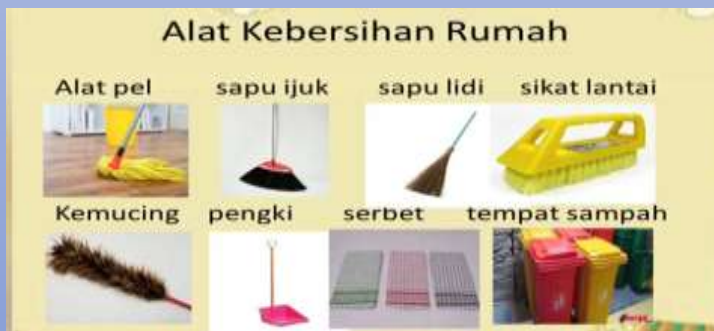 Alat Kebersihan Rumah
Alat pel sapu ijuk sapu lidi sikat lantai
Kemucing pengki serbet tempat sampah